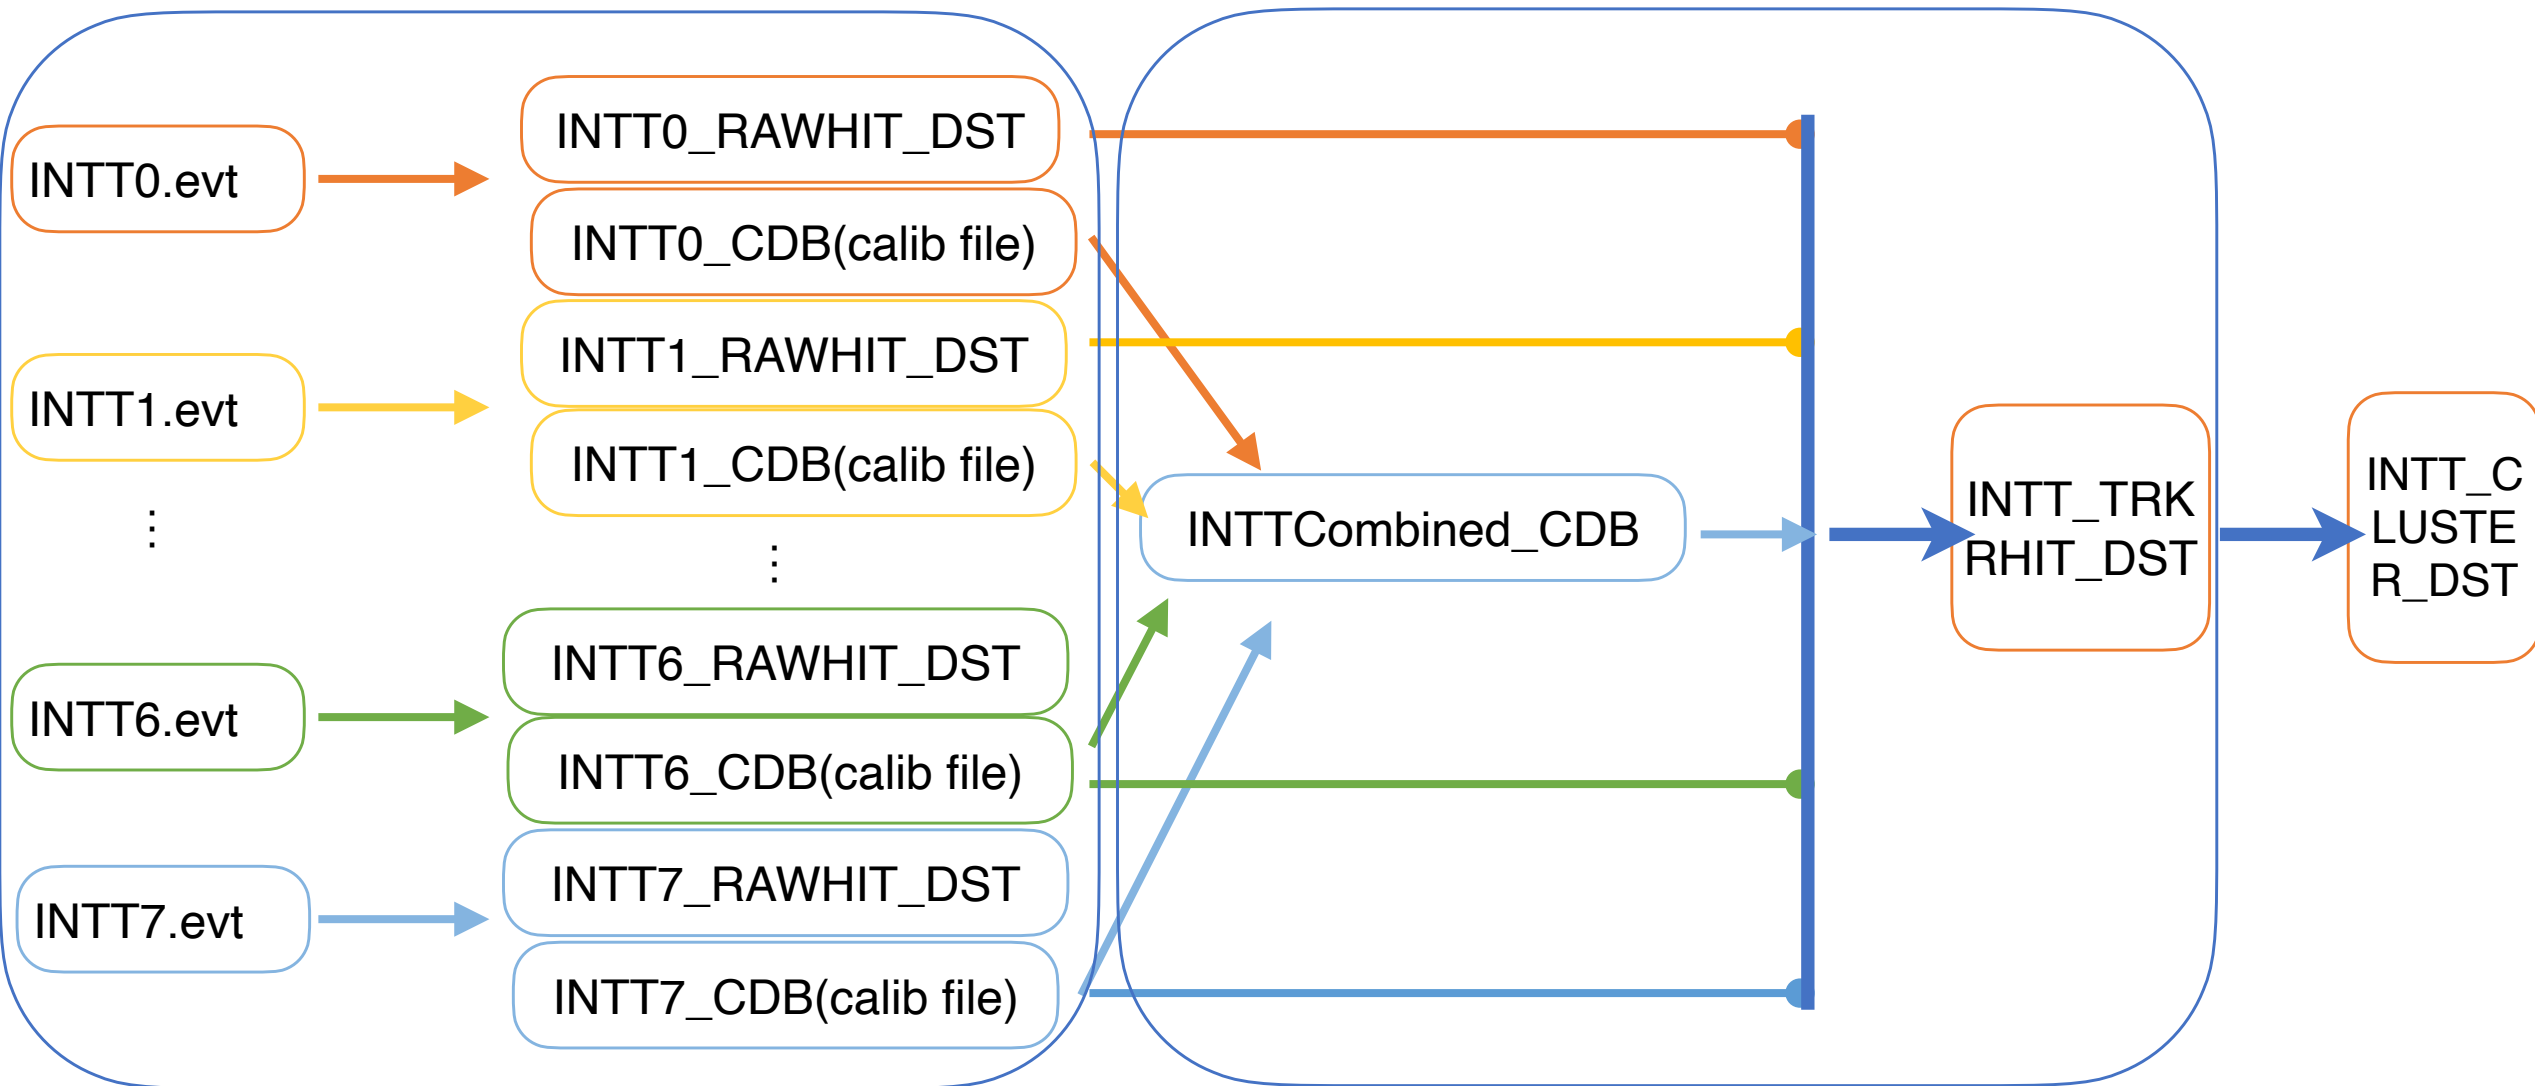 INTT0.evt
INTT0_RAWHIT_DST
INTT0_CDB(calib file)
INTT1.evt
INTT1_RAWHIT_DST
INTT1_CDB(calib file)
⋮
⋮
INTT6.evt
INTT6_RAWHIT_DST
INTT6_CDB(calib file)
INTT7.evt
INTT7_RAWHIT_DST
INTT7_CDB(calib file)
INTTCombined_CDB
INTT_TRK
RHIT_DST
INTT_C
LUSTE
R_DST